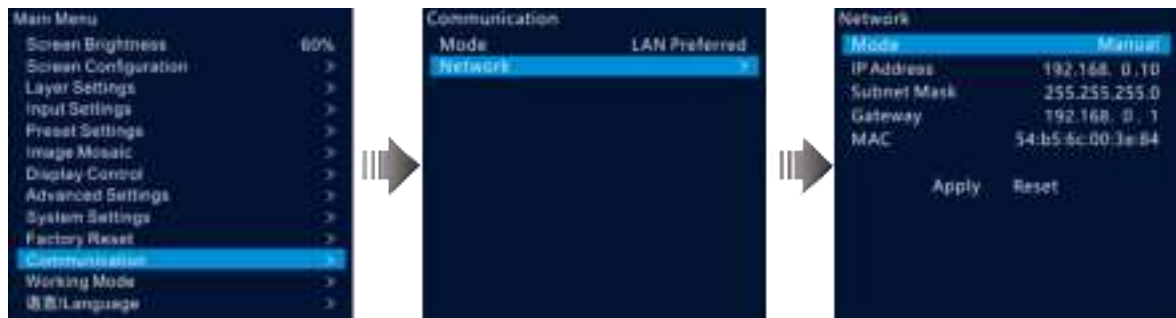 Main Menu
Screen Brightness 60%
Screen Configuration >
Layer Settings >
Input Settings >
Preset Settings >
Image Mosaic >
Display Control >
Advanced Settings >
System Settings >
Factory Reset >
Communication >
Working Mode >
语言/Language >
Communication
Mode LAN Preferred
Network >
Network
Mode Manual
IP Address 192.168. 0.10
Subnet Mask 255.255.255.0
Gateway 192.168. 0. 1
MAC 54:b5:6c:00:3e:84
Apply Reset